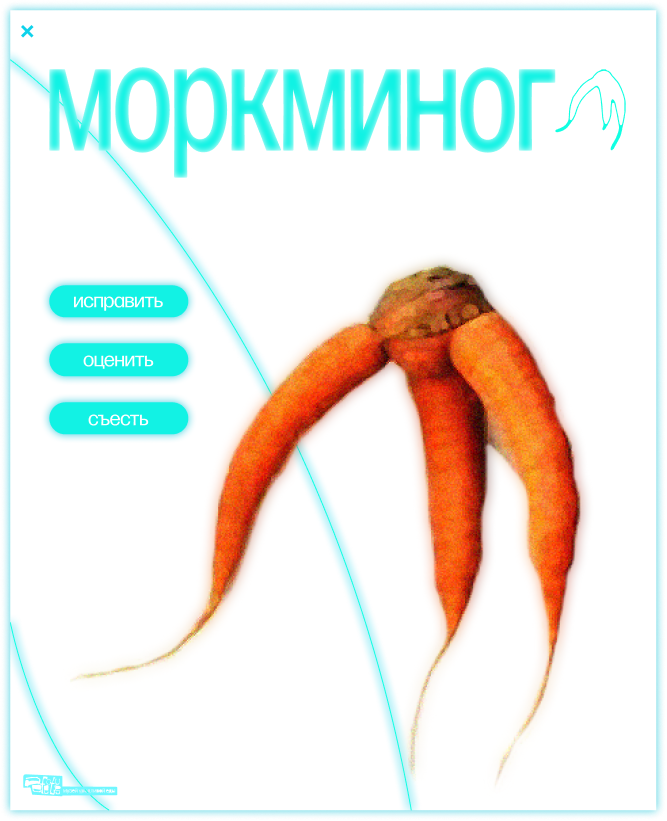 моркминог
исправить
оценить
съесть